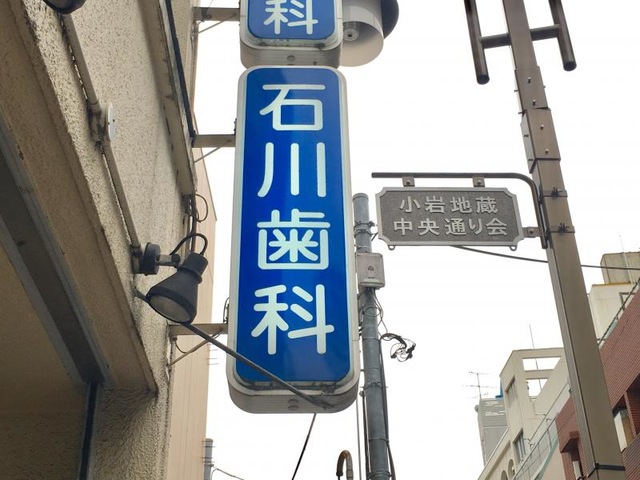 科
石川歯科
小岩地蔵
中央通り会